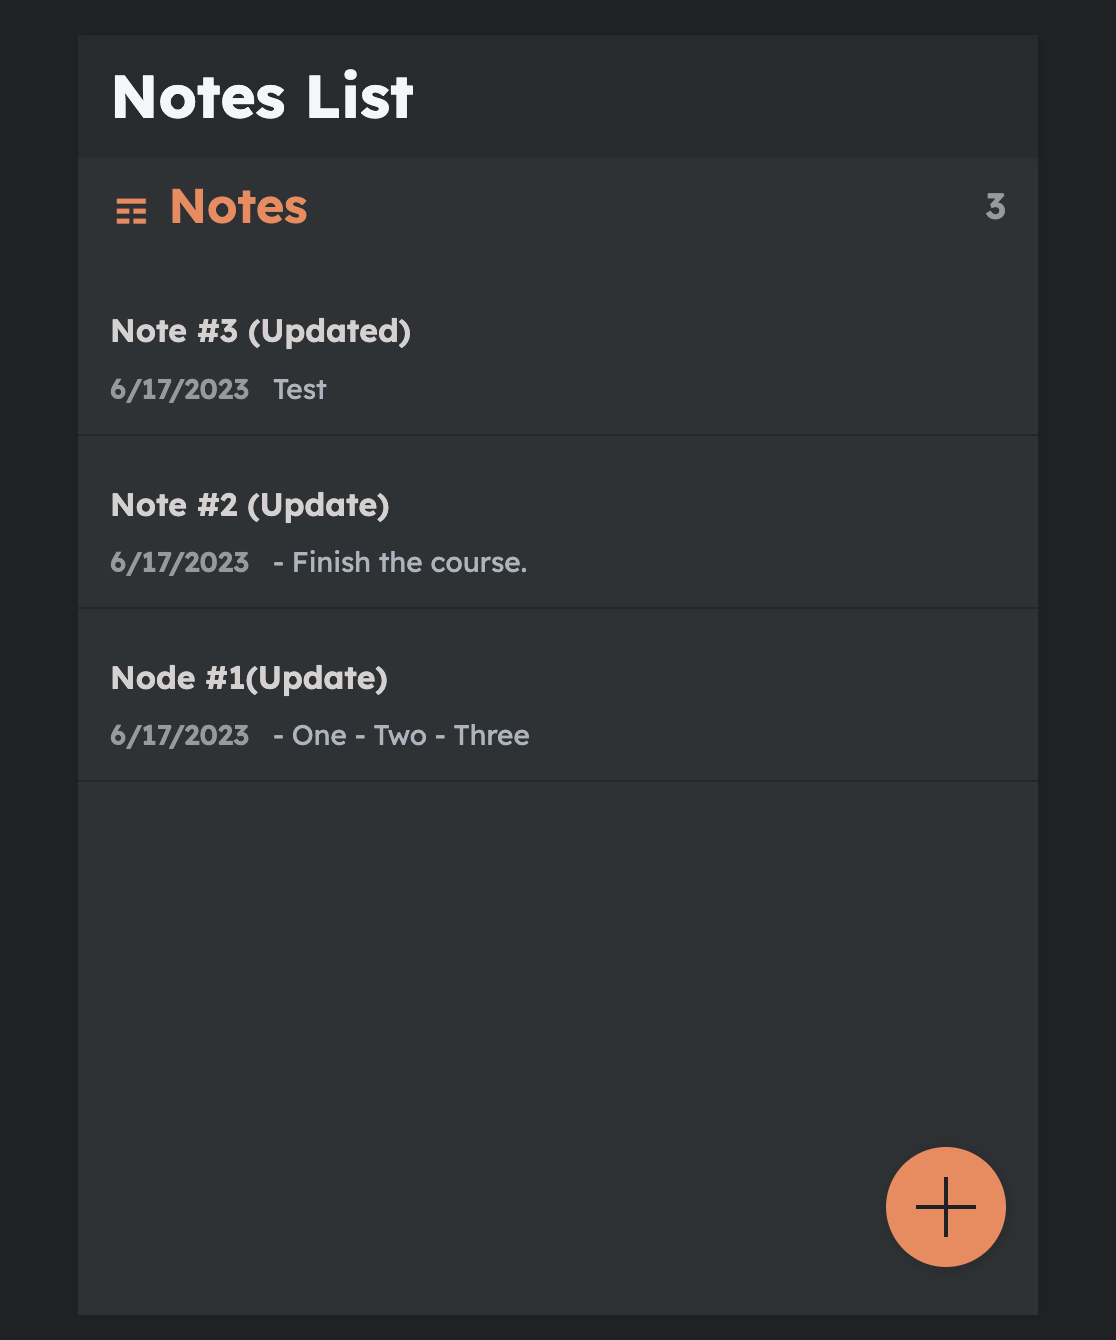 Notes List
Notes 3
Note #3 (Updated)
6/17/2023 Test
Note #2 (Update)
6/17/2023 - Finish the course.
Node #1(Update)
6/17/2023 - One - Two - Three